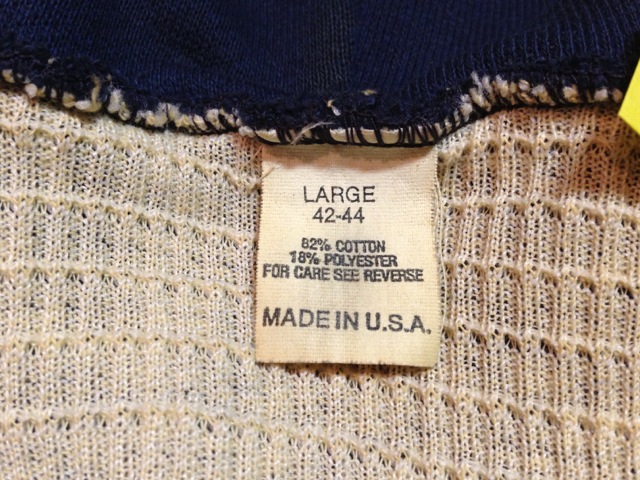 LARGE
42-44
82% COTTON
18% POLYESTER
FOR CARE SEE REVERSE
MADE IN U.S.A.